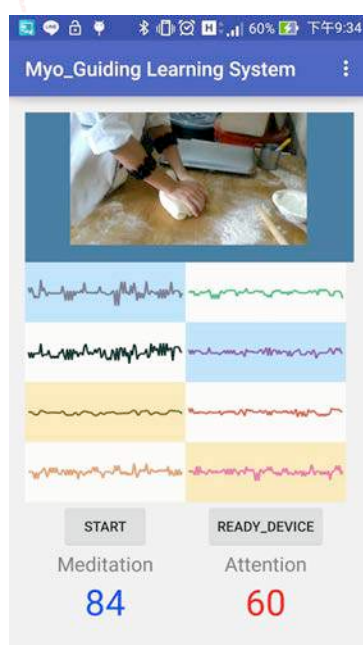 60% 下午9:34
Myo_Guiding Learning System
START READY_DEVICE
Meditation Attention
84 60